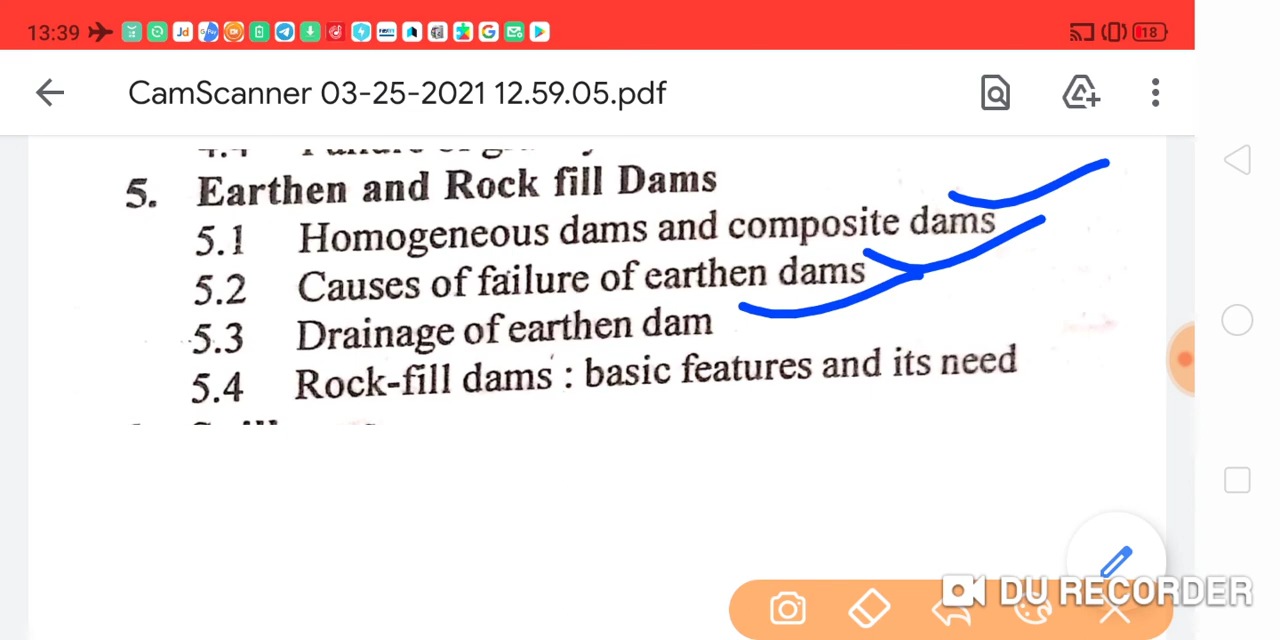 13:39
18
CamScanner 03-25-2021 12.59.05.pdf
5. Earthen and Rock fill Dams
5.1 Homogeneous dams and composite dams
5.2 Causes of failure of earthen dams
5.3 Drainage of earthen dam
5.4 Rock-fill dams : basic features and its need
DU RECORDER